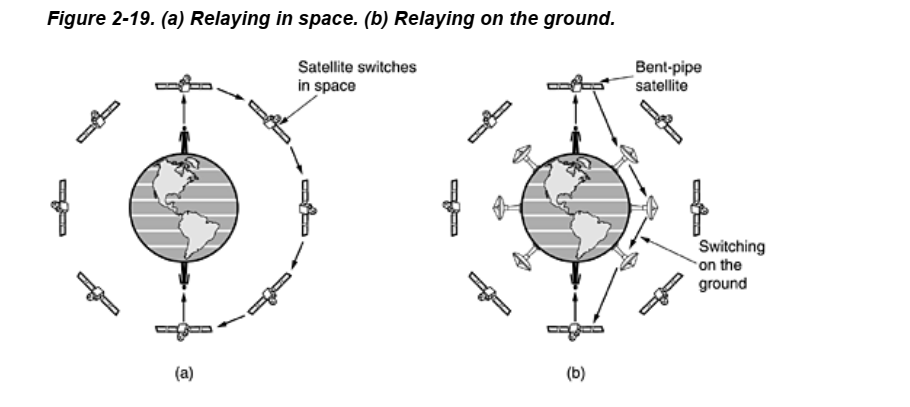 Figure 2-19. (a) Relaying in space. (b) Relaying on the ground.
Satellite switches
in space
Bent-pipe
satellite
Switching
on the
ground
(a)
(b)